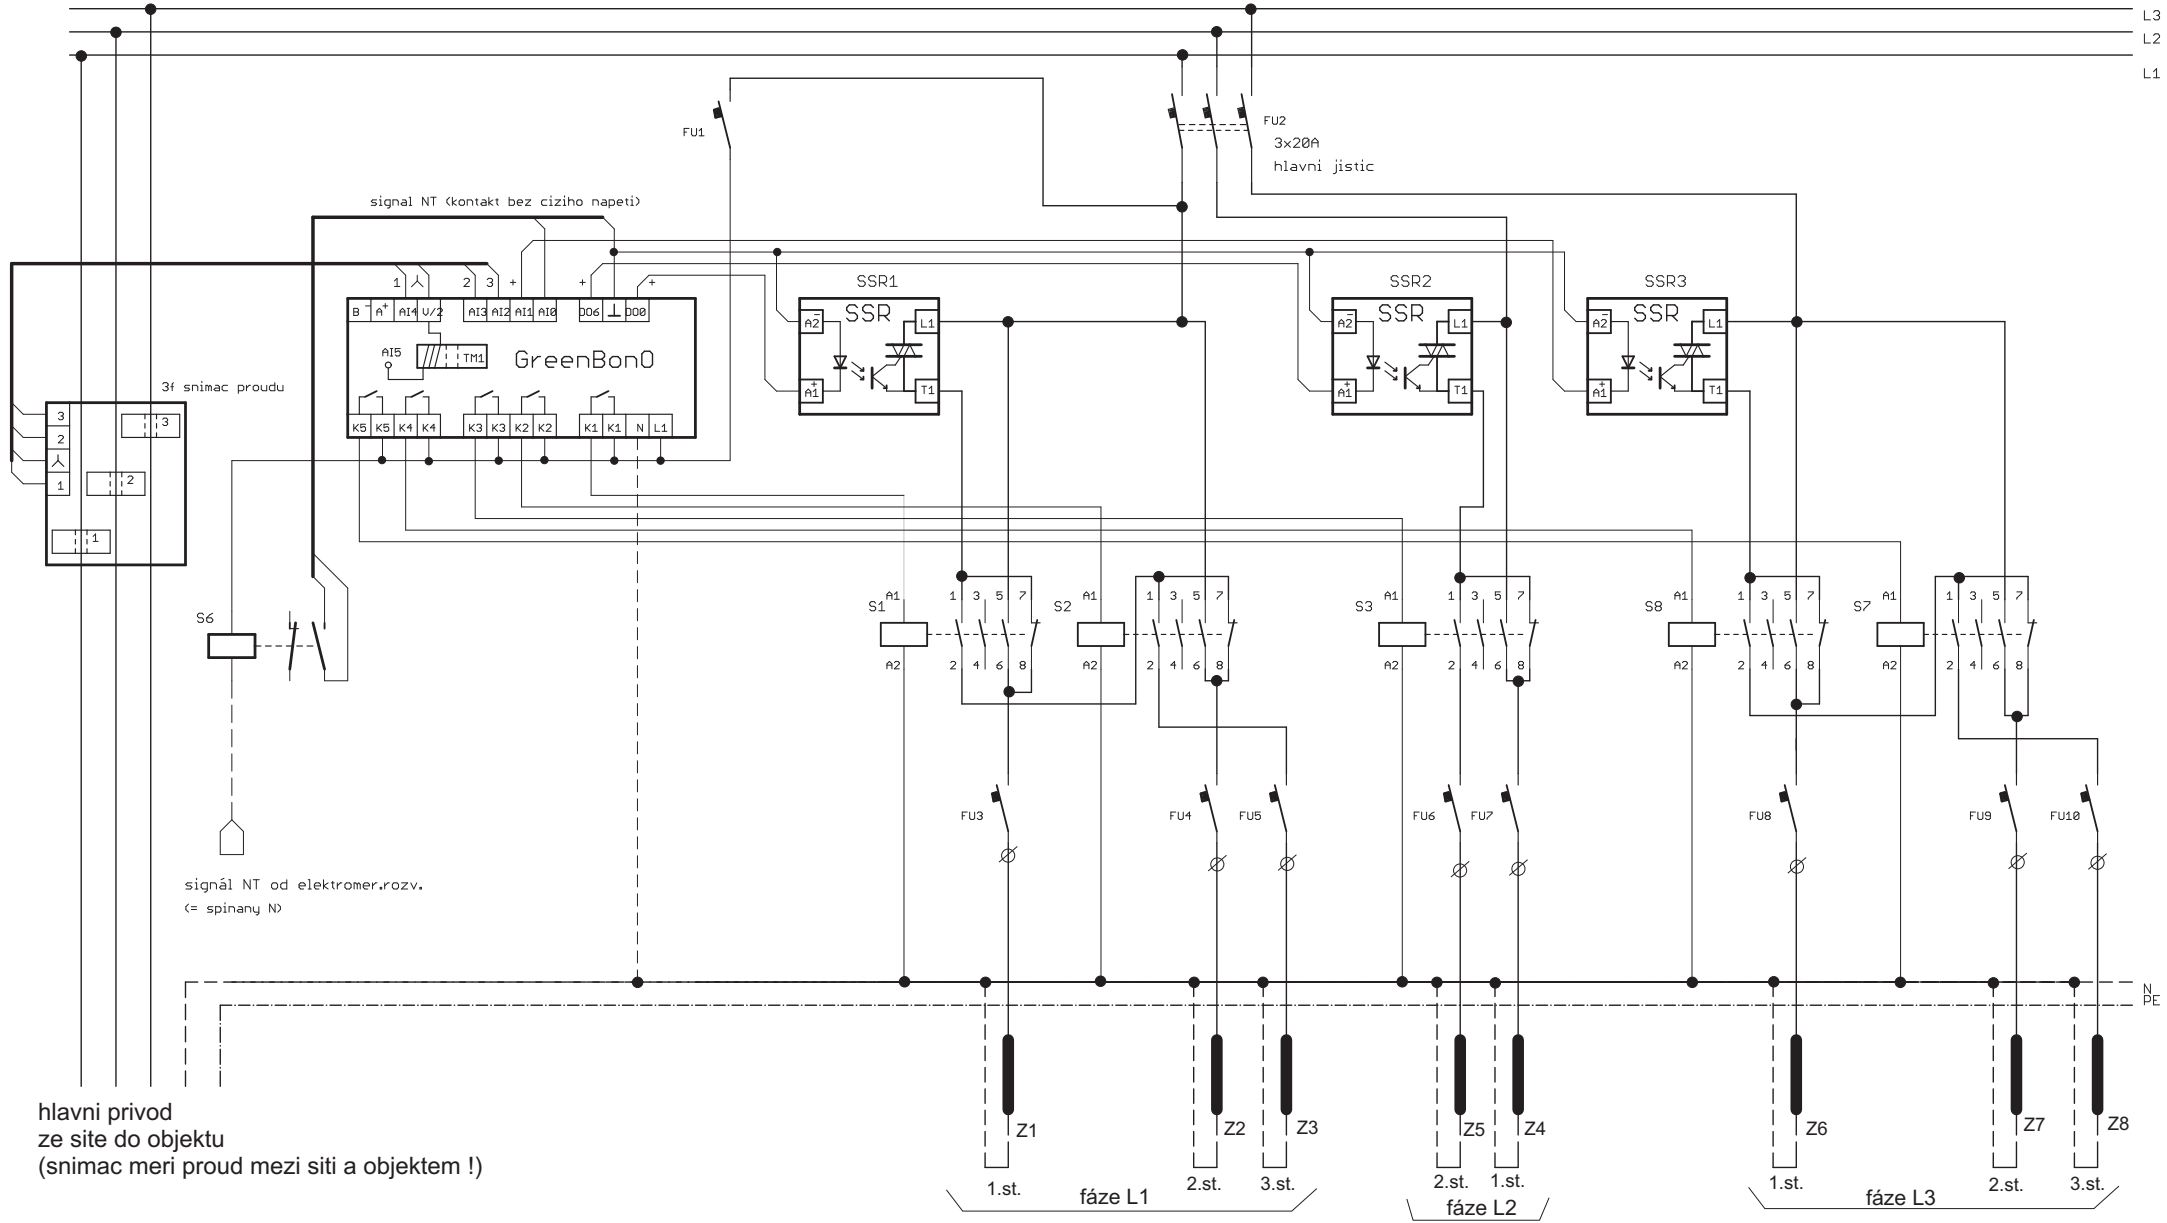 L3
L2
L1
FU1
FU2
3x20A
hlavni jistic
signal NT (kontakt bez ciziho napeti)
1 2 3 + + +
SSR1 SSR2 SSR3
B - A + AI4 V/2 AI3 AI2 AI1 AI0 DO6 DO0
AI5 TM1 GreenBonO
K5 K5 K4 K4 K3 K3 K2 K2 K1 K1 N L1
A2 - SSR L1
A1 + T1
A2 - SSR L1
A1 + T1
A2 - SSR L1
A1 + T1
3f snimac proudu
3
2
1
3
2
1
S6
S1 A1 A2 1 3 5 7 2 4 6 8
S2 A1 A2 1 3 5 7 2 4 6 8
S3 A1 A2 1 3 5 7 2 4 6 8
S8 A1 A2 1 3 5 7 2 4 6 8
S7 A1 A2 1 3 5 7 2 4 6 8
FU3 FU4 FU5 FU6 FU7 FU8 FU9 FU10
signál NT od elektromer.rozv.
(= spinany N)
N
PE
hlavni privod
ze site do objektu
(snimac meri proud mezi siti a objektem !)
Z1 Z2 Z3 Z5 Z4 Z6 Z7 Z8
1.st. 2.st. 3.st. 2.st. 1.st. 1.st. 2.st. 3.st.
fáze L1 fáze L2 fáze L3